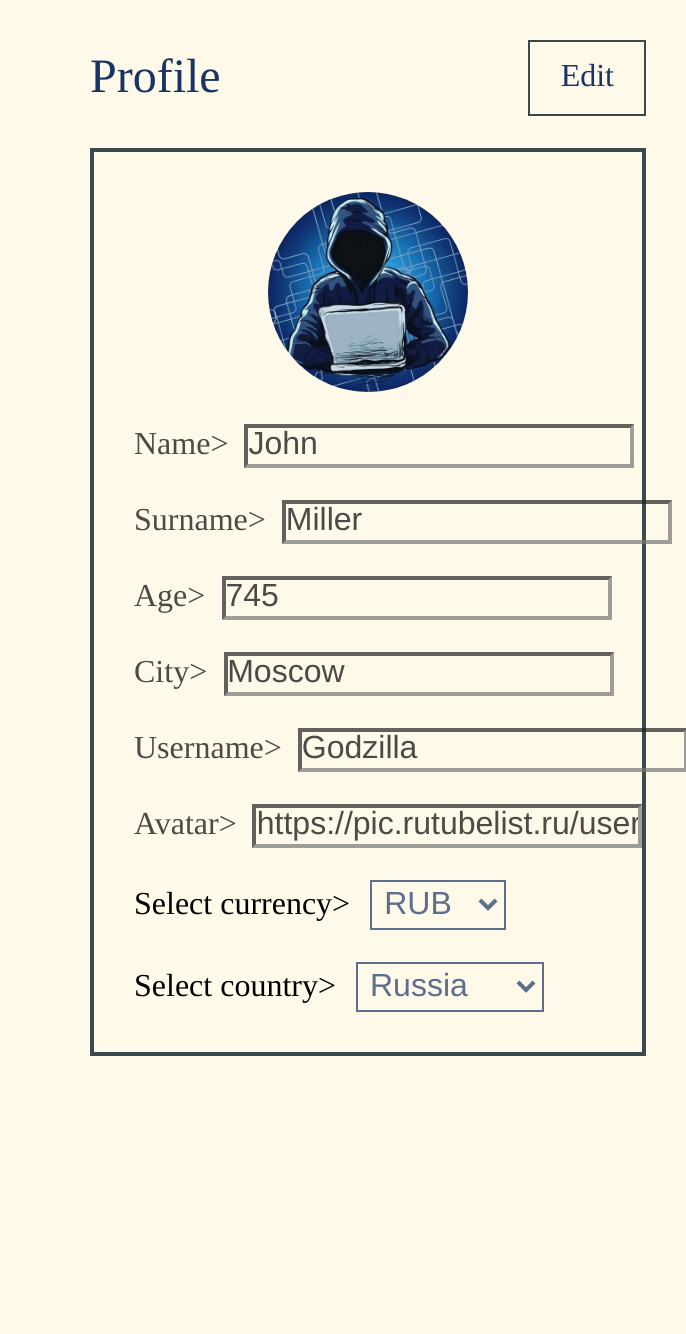 Profile
Edit
Name> John
Surname> Miller
Age> 745
City> Moscow
Username> Godzilla
Avatar> https://pic.rutubelist.ru/user
Select currency> RUB
Select country> Russia